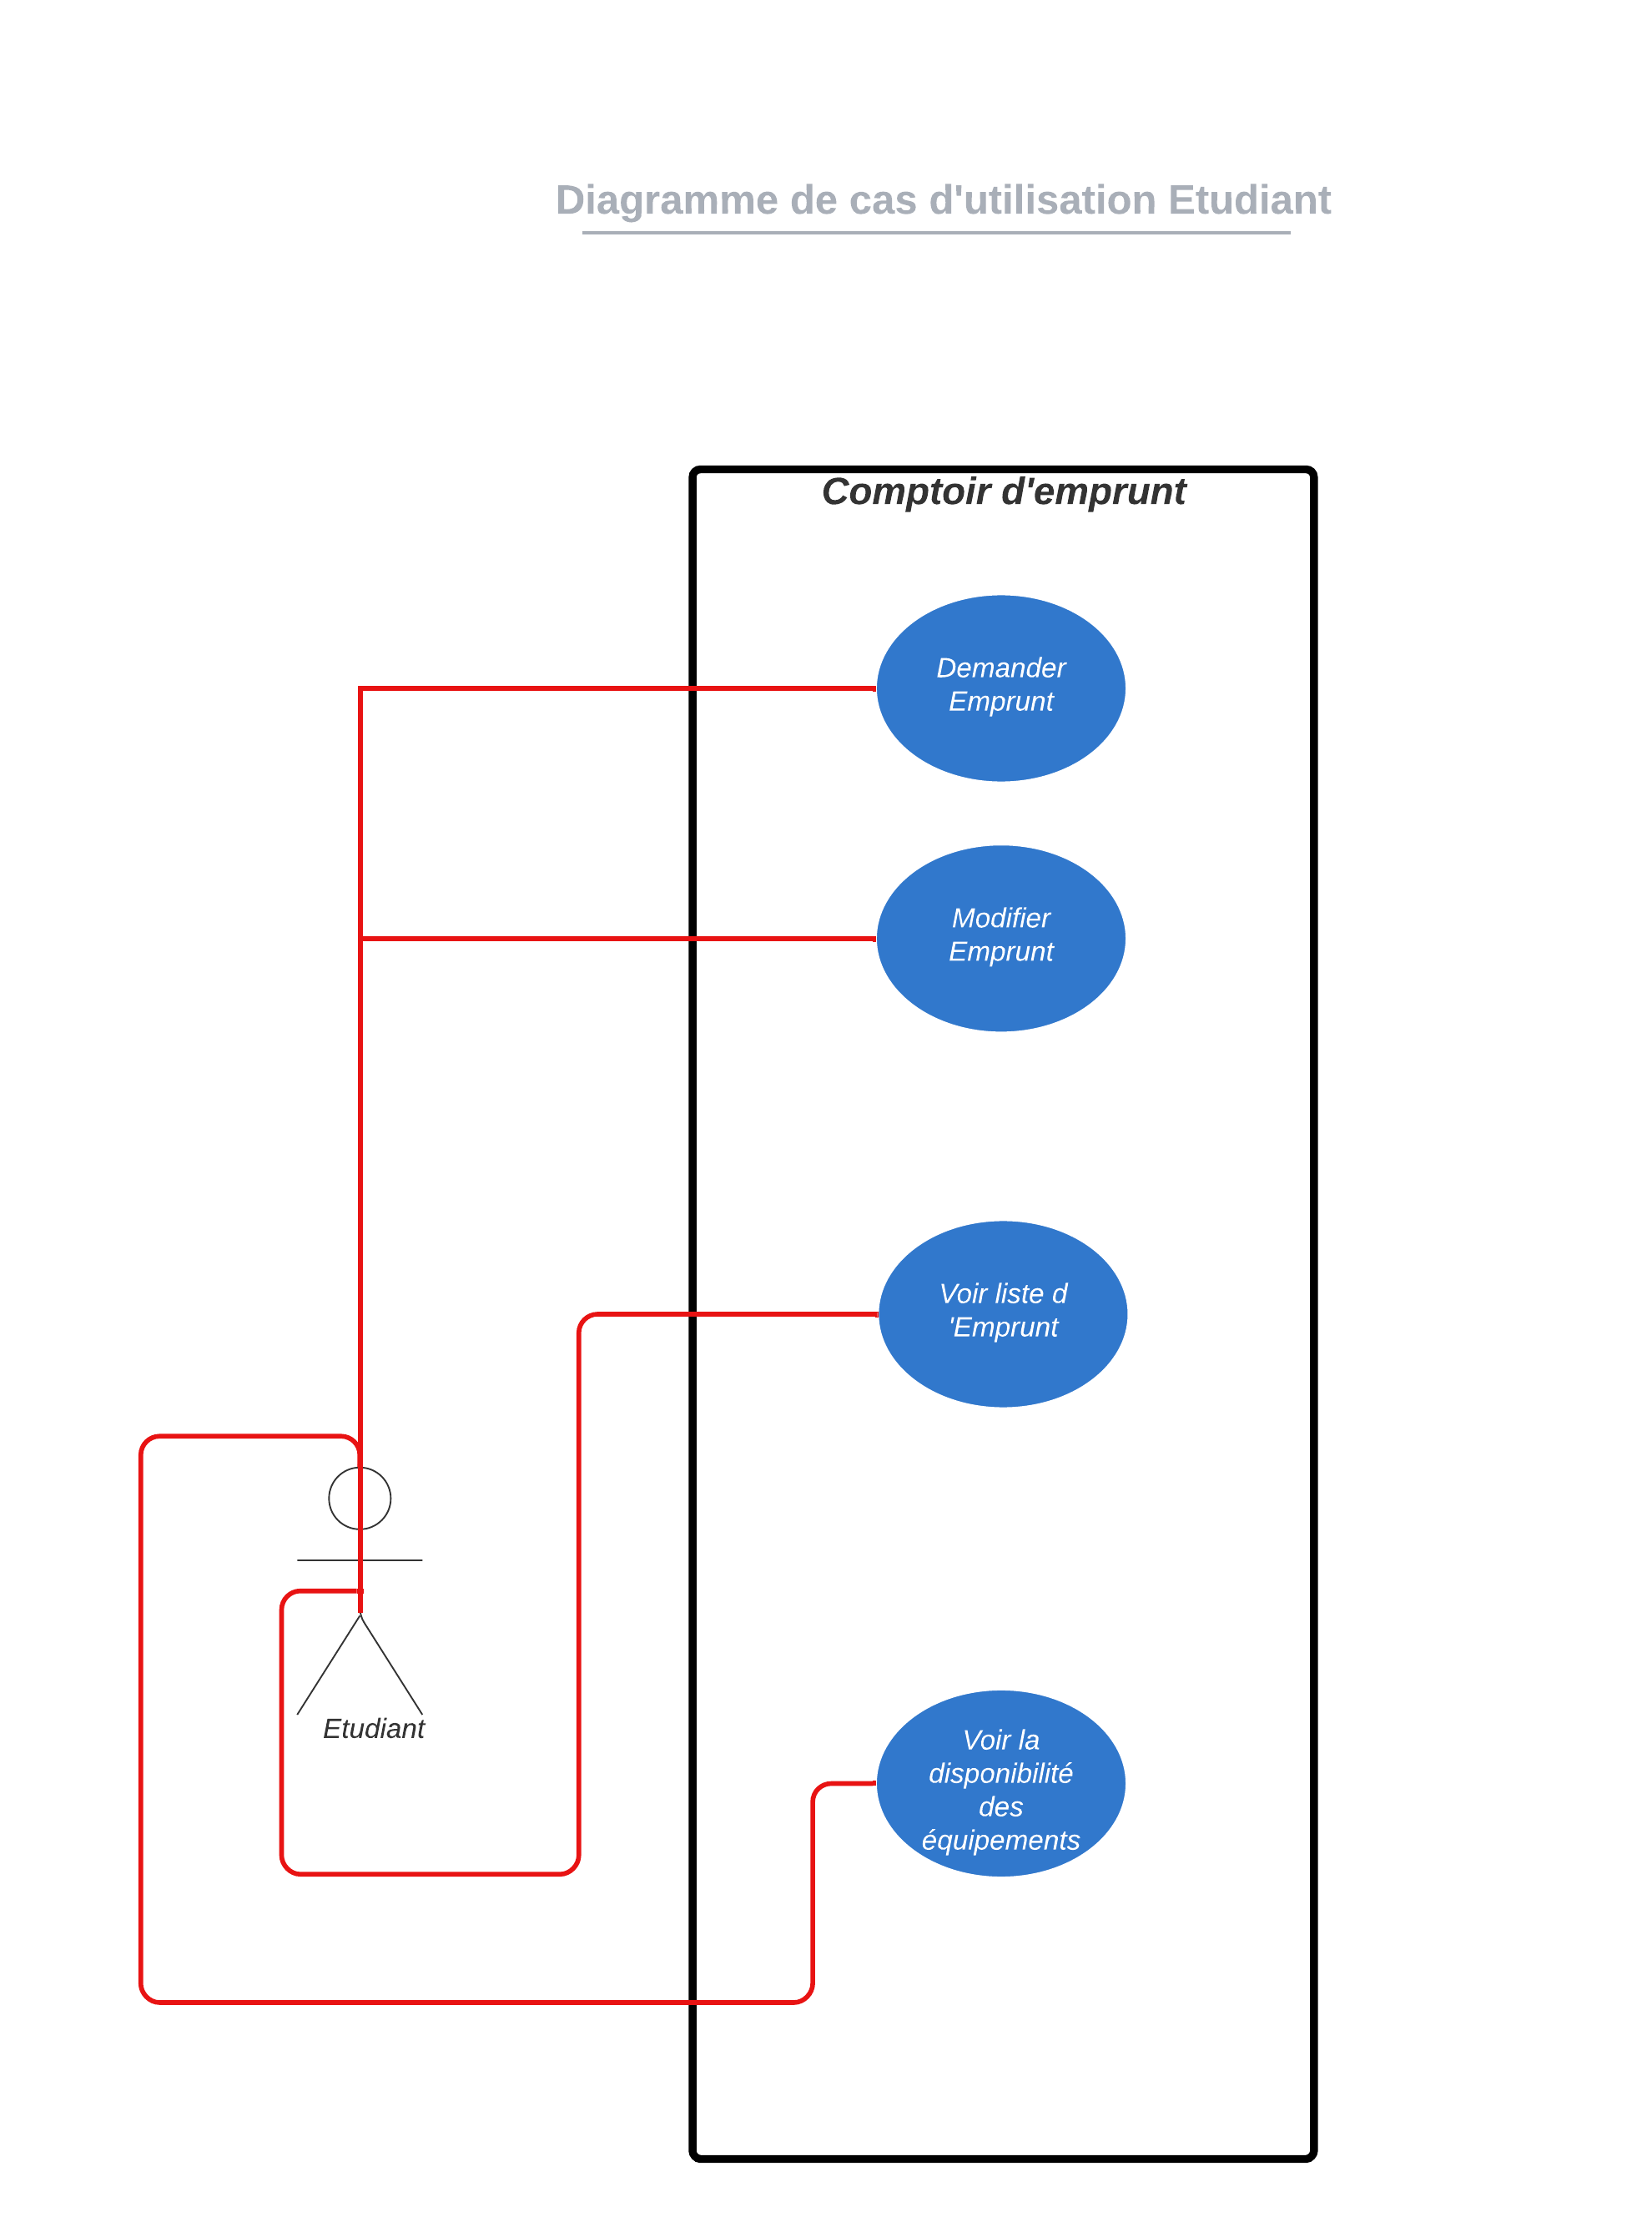 Diagramme de cas d'utilisation Etudiant
Comptoir d'emprunt
Demander
Emprunt
Modifier
Emprunt
Voir liste d
'Emprunt
Etudiant
Voir la
disponibilité
des
équipements